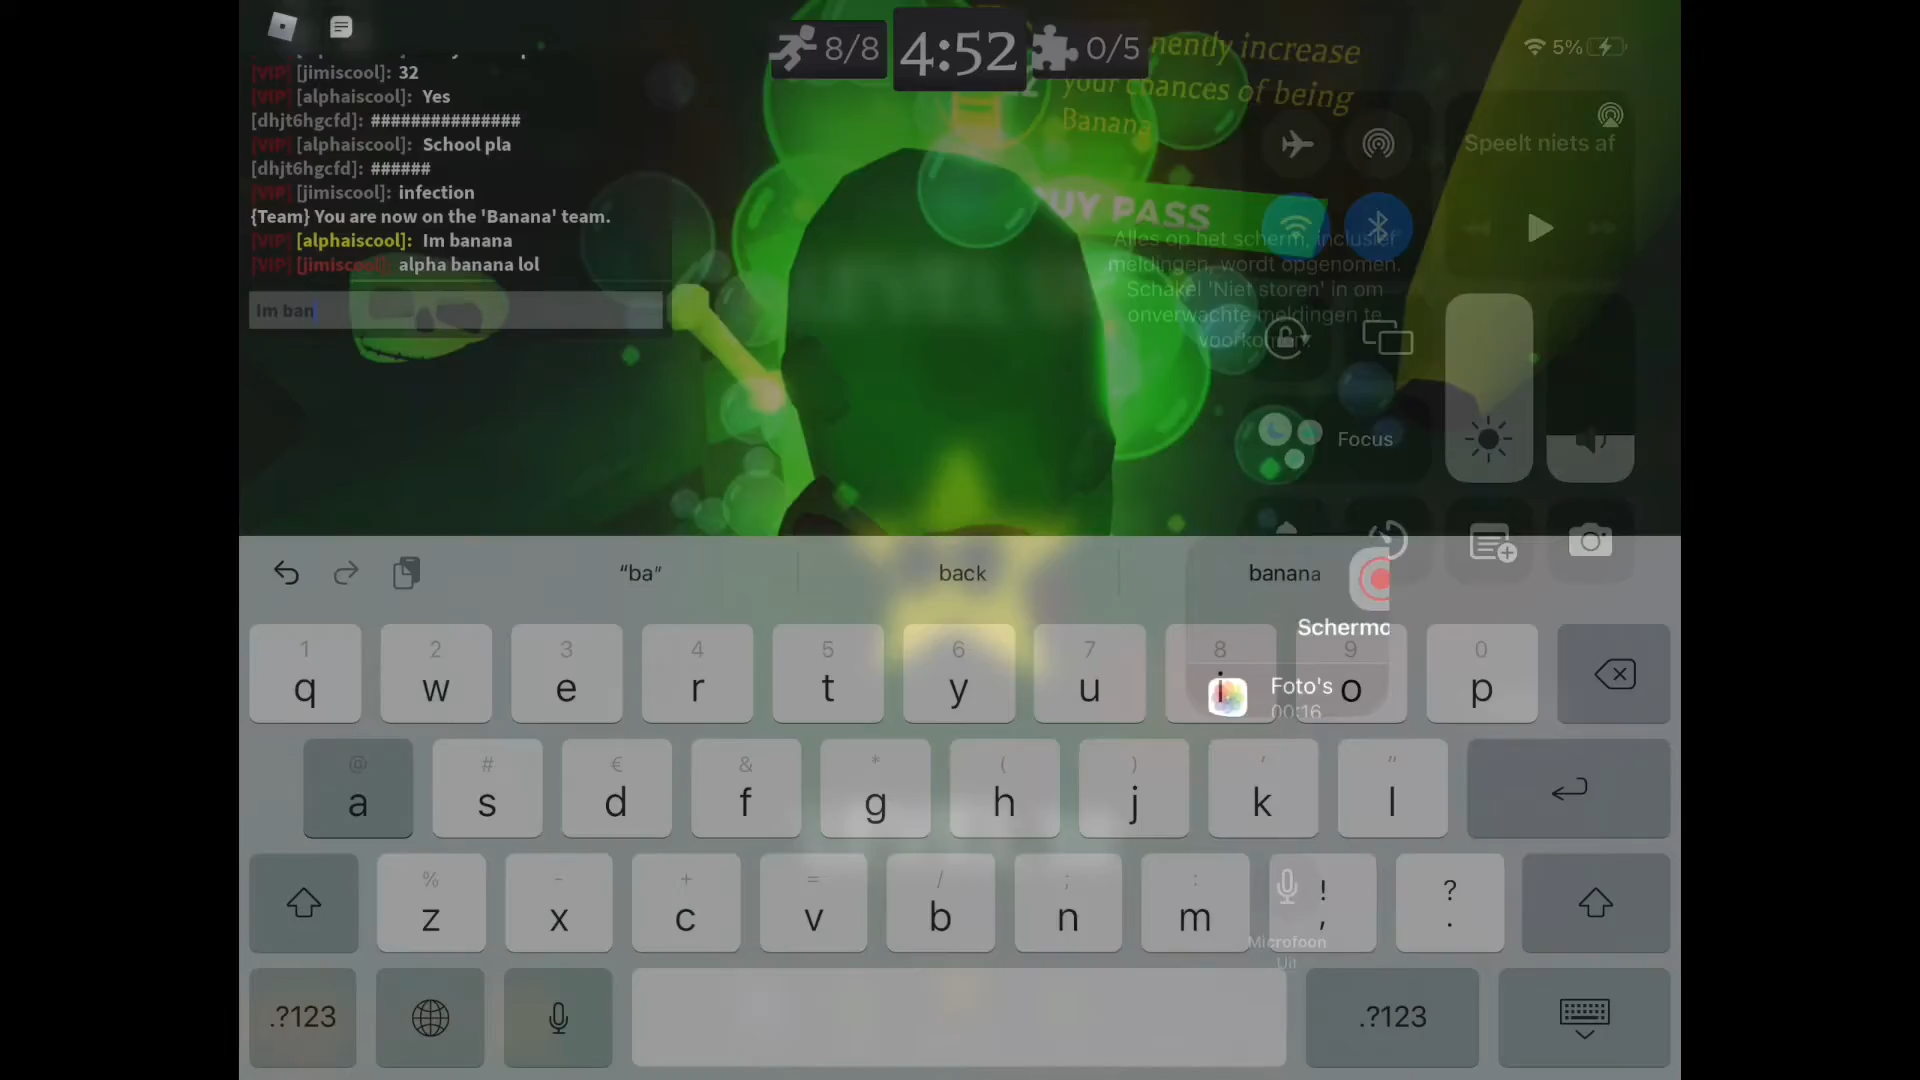 8/8
4:52
0/5
nently increase
your chances of being
Banana
5%
[VIP] [jimiscool]: 32
[VIP] [alphaiscool]: Yes
[dhjt6hgcfd]: ###############
[VIP] [alphaiscool]: School pla
[dhjt6hgcfd]: ######
[VIP] [jimiscool]: infection
{Team} You are now on the 'Banana' team.
[VIP] [alphaiscool]: Im banana
[VIP] [jimiscool]: alpha banana lol
Im ban
Speelt niets af
BUY PASS
Alles op het scherm, inclusief
meldingen, wordt opgenomen.
Schakel 'Niet storen' in om
onverwachte meldingen te
Focus
“ba”
back
banana
Schermo
Foto's
00:16
1 2 3 4 5 6 7 8 9 0
q w e r t y u i o p
@ # € & * ( ) ' "
a s d f g h j k l
% - + = / ; : !
z x c v b n m , ? .
Microfoon
Uit
.?123
.?123